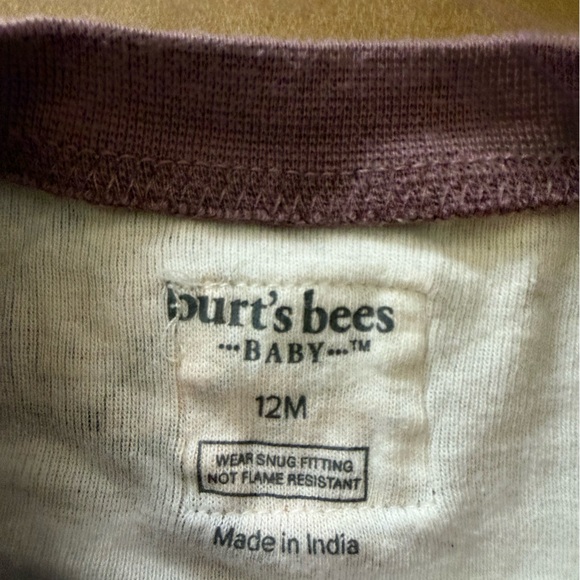 burt's bees
•••BABY•••™
12M
WEAR SNUG FITTING
NOT FLAME RESISTANT
Made in India